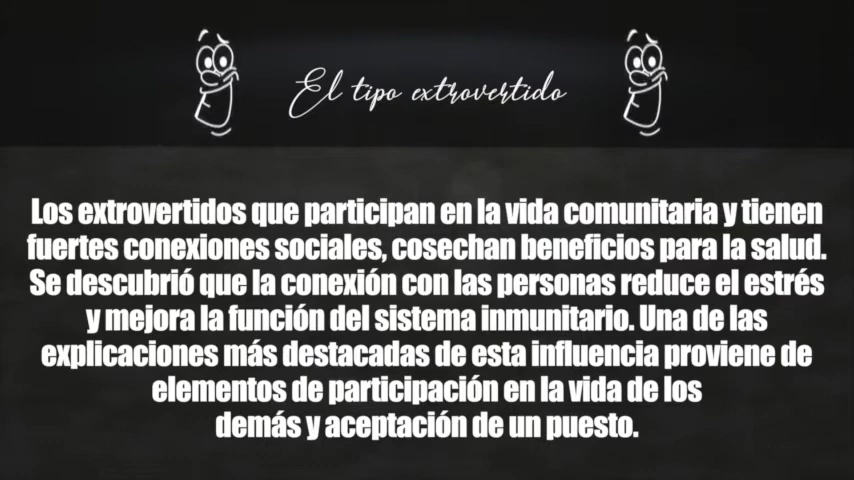 El tipo extrovertido
Los extrovertidos que participan en la vida comunitaria y tienen
fuertes conexiones sociales, cosechan beneficios para la salud.
Se descubrió que la conexión con las personas reduce el estrés
y mejora la función del sistema inmunitario. Una de las
explicaciones más destacadas de esta influencia proviene de
elementos de participación en la vida de los
demás y aceptación de un puesto.